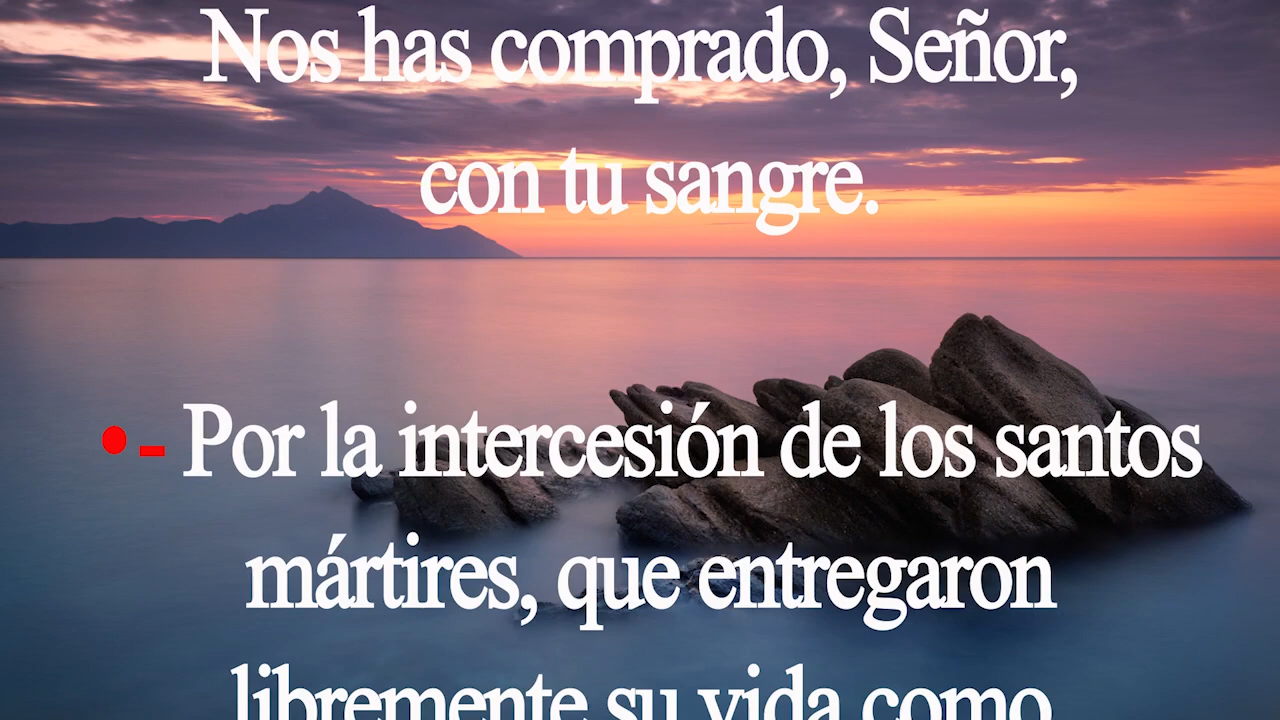 Nos has comprado, Señor,
con tu sangre.
•- Por la intercesión de los santos
mártires, que entregaron
libremente su vida como